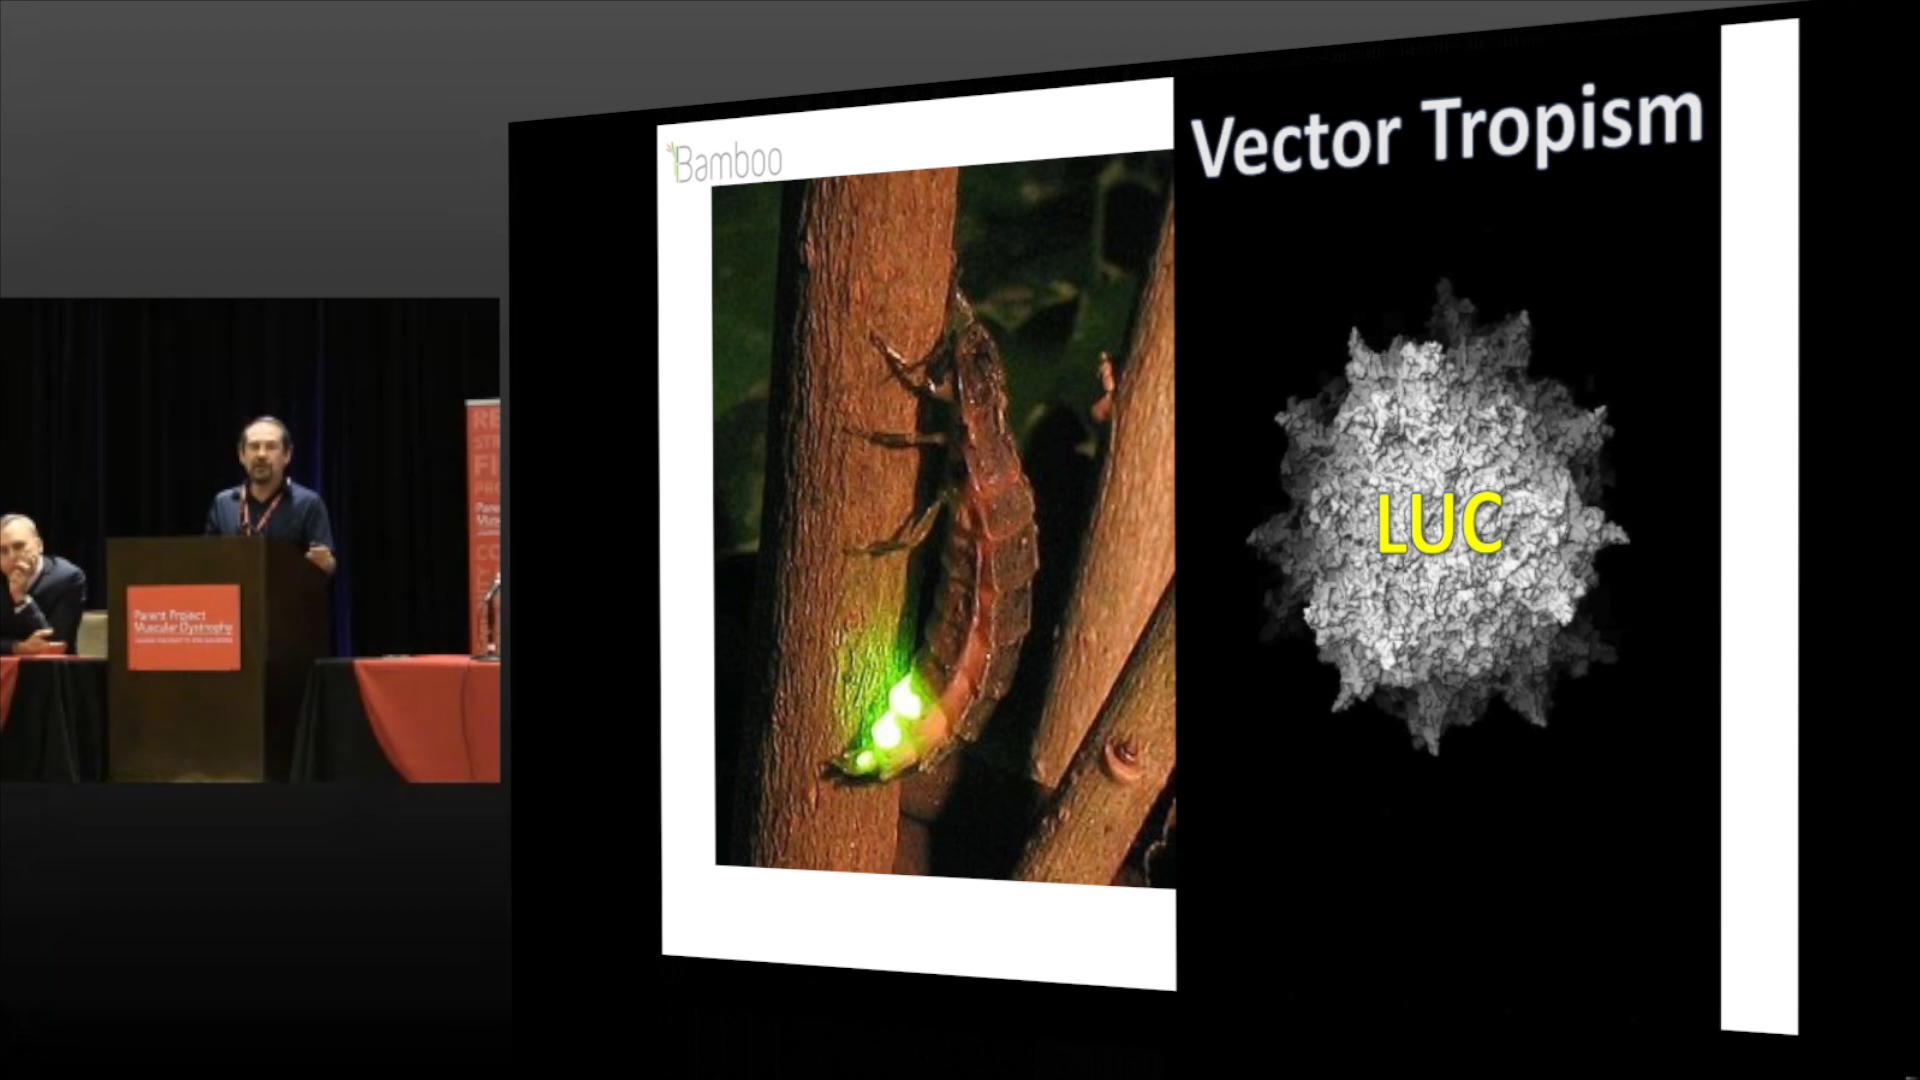 Bamboo
Vector Tropism
LUC
Parent Project
Muscular Dystrophy